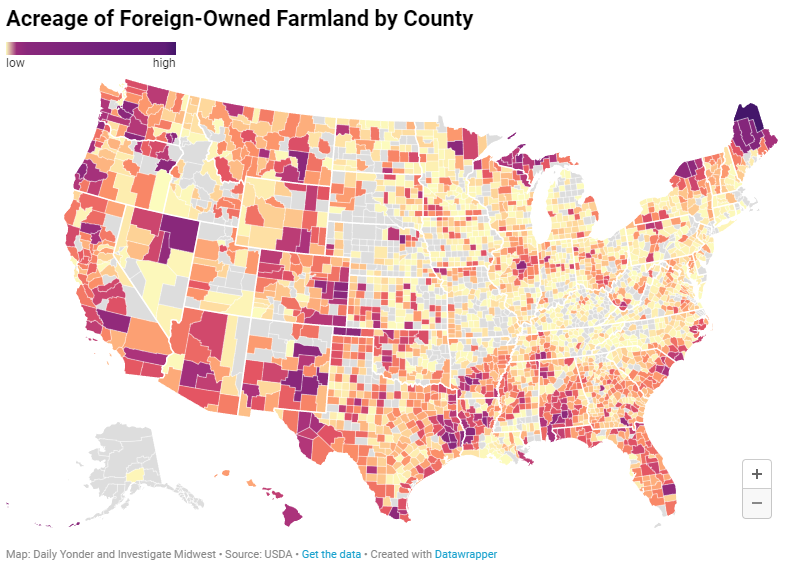 Acreage of Foreign-Owned Farmland by County
low high
+
−
Map: Daily Yonder and Investigate Midwest • Source: USDA • Get the data • Created with Datawrapper